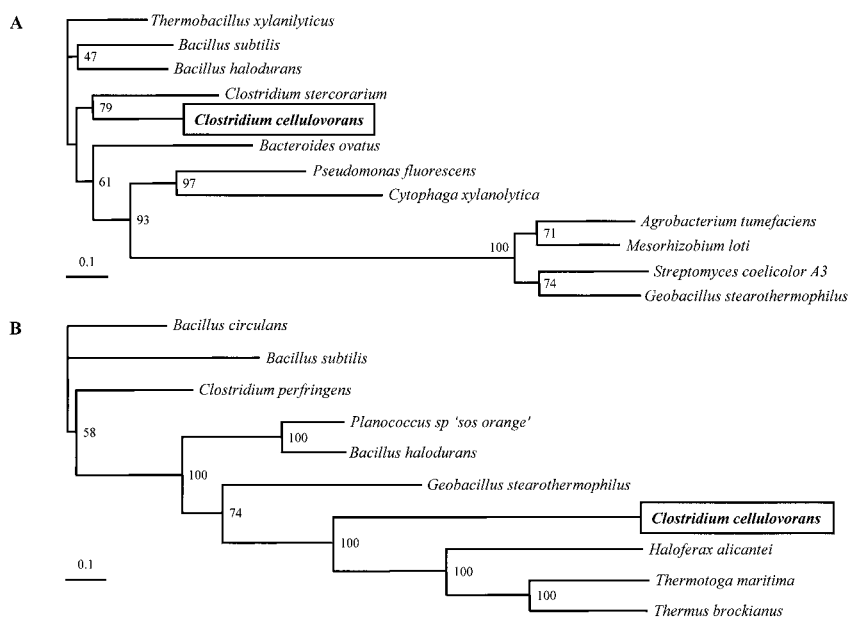 A
Thermobacillus xylanilyticus
Bacillus subtilis
47
Bacillus halodurans
Clostridium stercorarium
79
Clostridium cellulovorans
Bacteroides ovatus
Pseudomonas fluorescens
61
97
Cytophaga xylanolytica
93
Agrobacterium tumefaciens
71
100
Mesorhizobium loti
0.1
Streptomyces coelicolor A3
74
Geobacillus stearothermophilus
B
Bacillus circulans
Bacillus subtilis
Clostridium perfringens
58
Planococcus sp 'sos orange'
100
Bacillus halodurans
100
Geobacillus stearothermophilus
74
Clostridium cellulovorans
100
Haloferax alicantei
0.1
100
Thermotoga maritima
100
Thermus brockianus